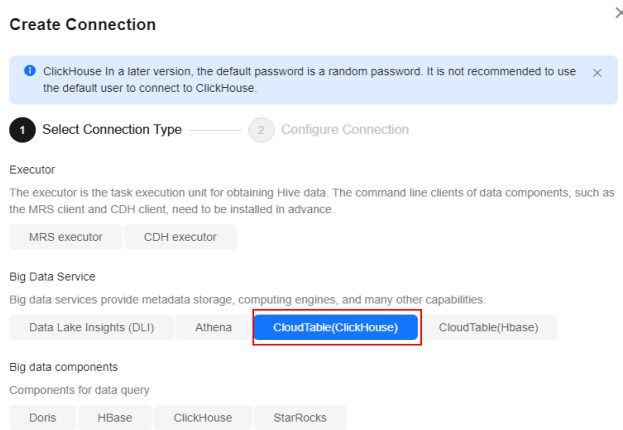 Create Connection
ClickHouse In a later version, the default password is a random password. It is not recommended to use
the default user to connect to ClickHouse.
1 Select Connection Type 2 Configure Connection
Executor
The executor is the task execution unit for obtaining Hive data. The command line clients of data components, such as
the MRS client and CDH client, need to be installed in advance.
MRS executor CDH executor
Big Data Service
Big data services provide metadata storage, computing engines, and many other capabilities.
Data Lake Insights (DLI) Athena CloudTable(ClickHouse) CloudTable(Hbase)
Big data components
Components for data query
Doris HBase ClickHouse StarRocks